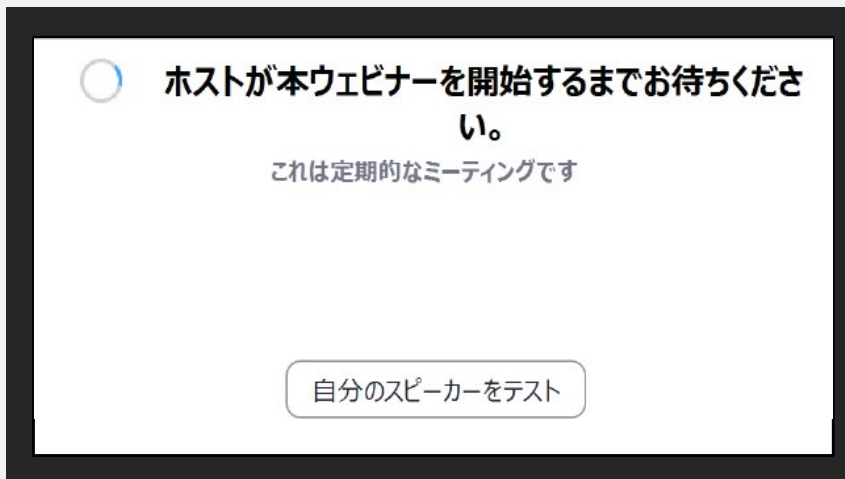 ホストが本ウェビナーを開始するまでお待ちくださ
い。
これは定期的なミーティングです
自分のスピーカーをテスト